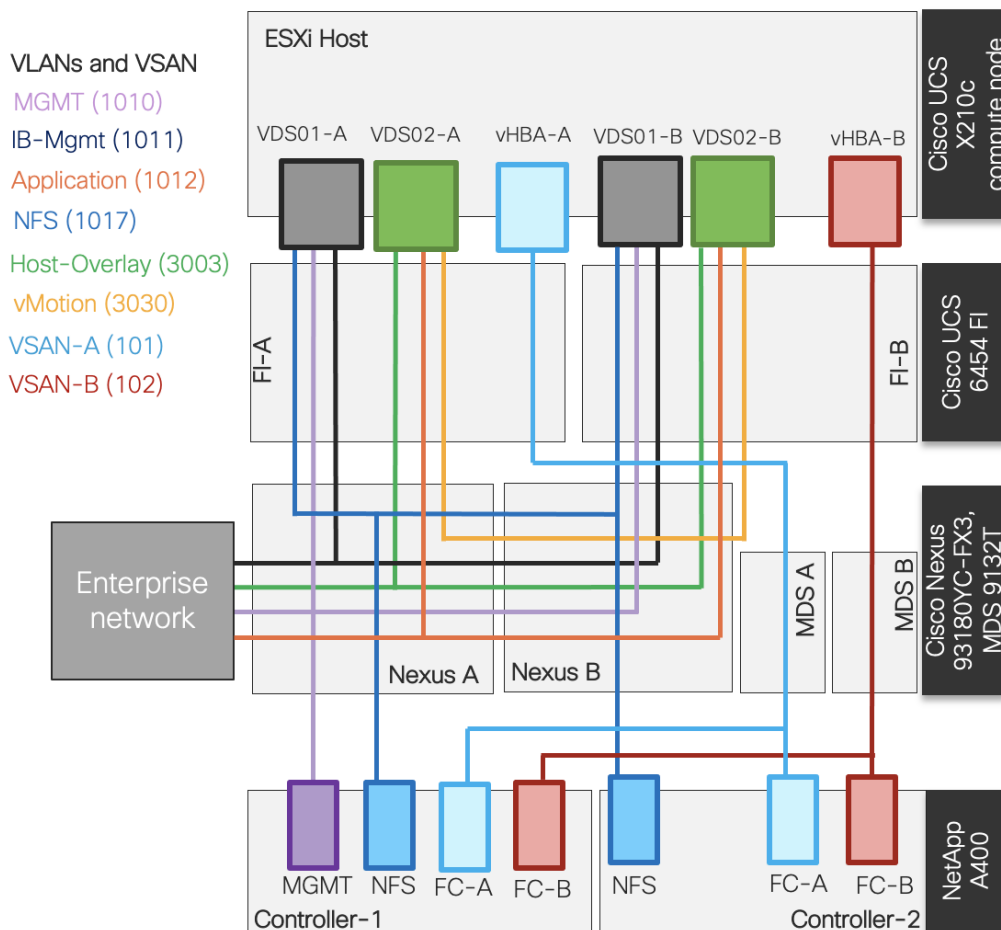 ESXi Host
VLANs and VSAN
MGMT (1010)
IB-Mgmt (1011)
Application (1012)
NFS (1017)
Host-Overlay (3003)
vMotion (3030)
VSAN-A (101)
VSAN-B (102)
VDS01-A
VDS02-A
vHBA-A
VDS01-B
VDS02-B
vHBA-B
Cisco UCS
X210c
compute node
FI-A
FI-B
Cisco UCS
6454 FI
Enterprise
network
Nexus A
Nexus B
MDS A
MDS B
Cisco Nexus
93180YC-FX3,
MDS 9132T
MGMT
NFS
FC-A
FC-B
NFS
FC-A
FC-B
Controller-1
Controller-2
NetApp
A400